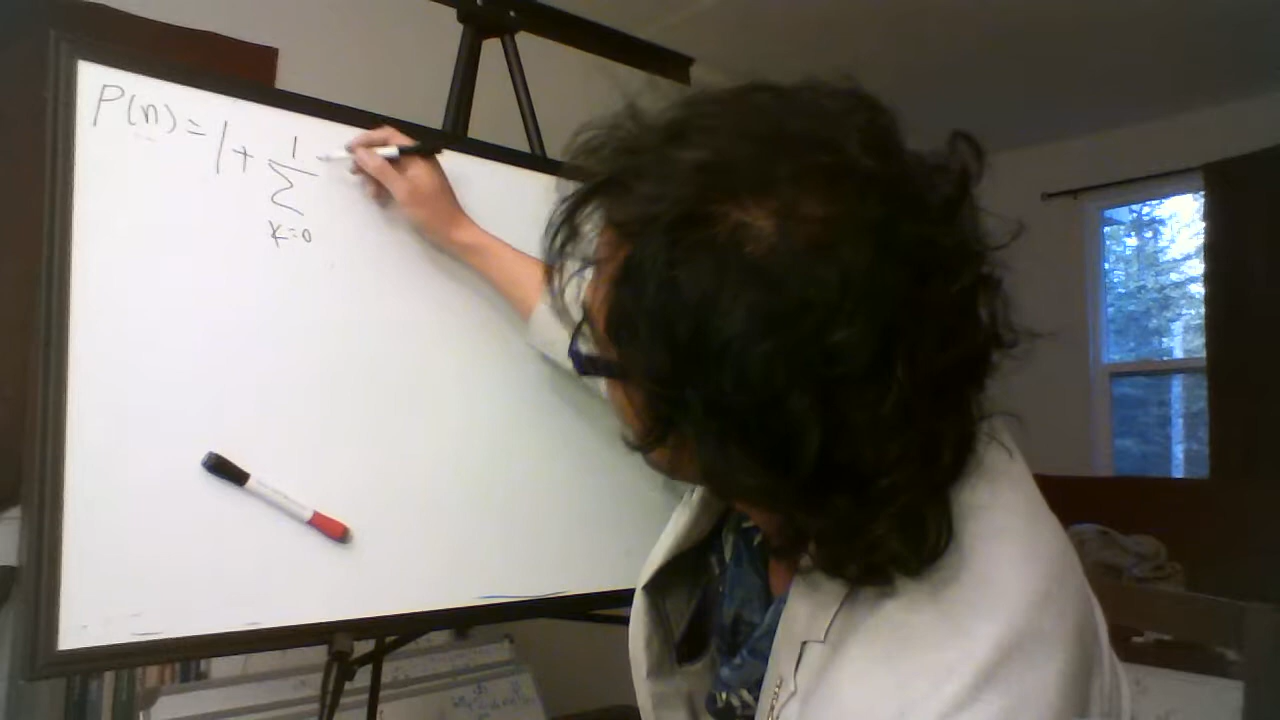 P(n) = 1 + 1
∑
k=0